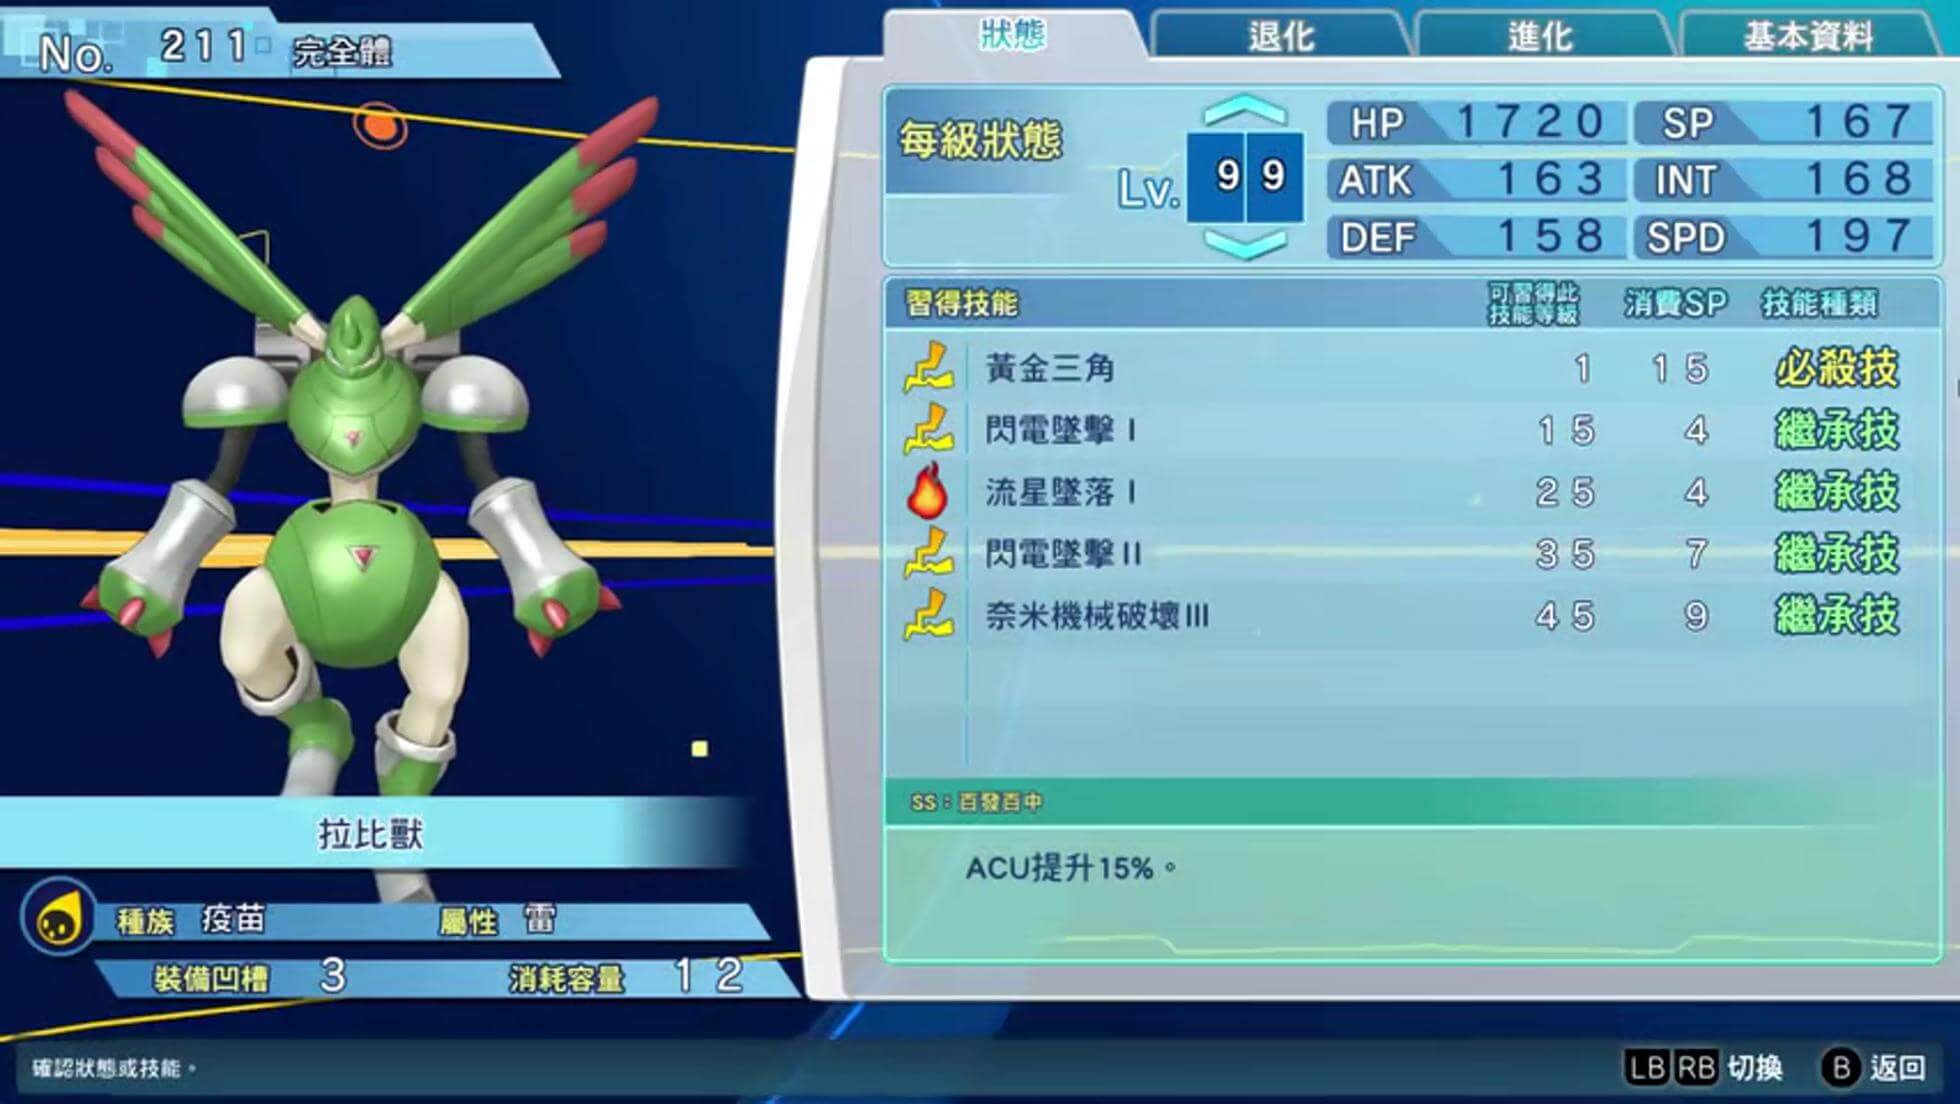 No. 211 完全體
狀態 退化 進化 基本資料
每級狀態
Lv. 99
HP 1720 SP 167
ATK 163 INT 168
DEF 158 SPD 197
習得技能 可習得此技能等級 消費SP 技能種類
黃金三角 1 15 必殺技
閃電墜擊 I 15 4 繼承技
流星墜落 I 25 4 繼承技
閃電墜擊 II 35 7 繼承技
奈米機械破壞III 45 9 繼承技
SS：百發百中
ACU提升15%。
拉比獸
種族 疫苗 屬性 雷
裝備凹槽 3 消耗容量 12
確認狀態或技能。
LB RB 切換 B 返回